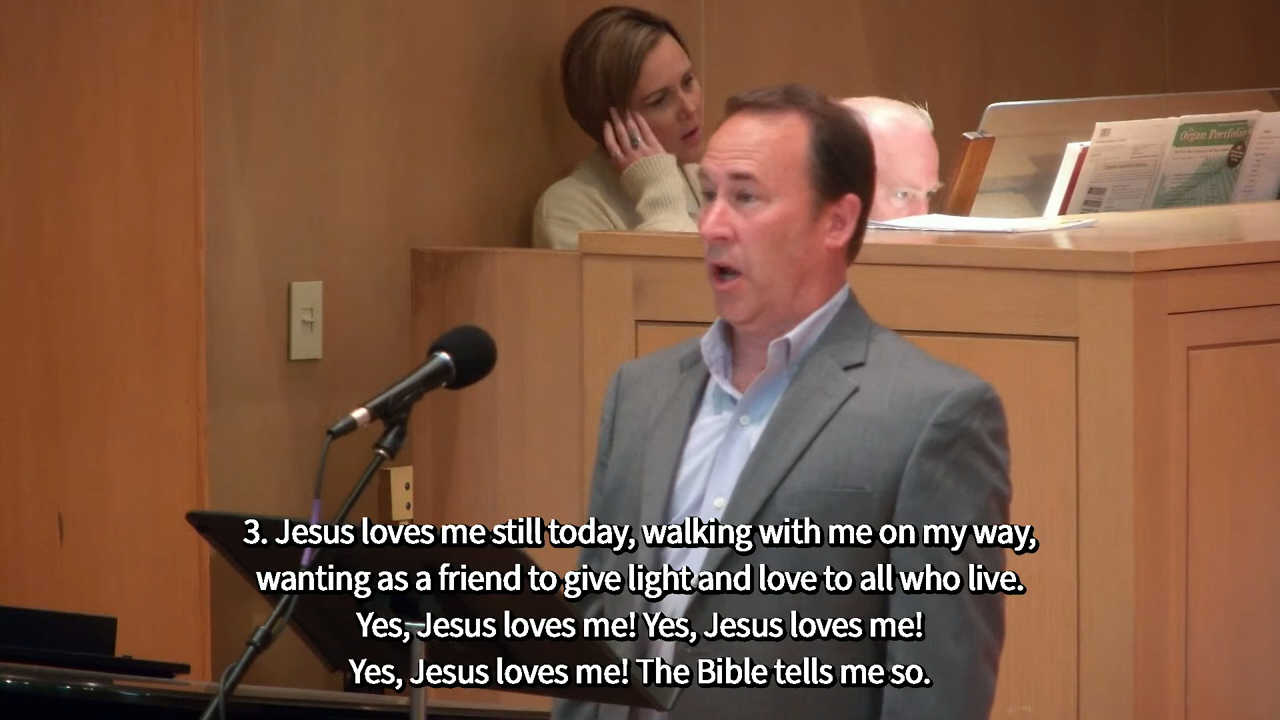 Organ Portfolio
3. Jesus loves me still today, walking with me on my way,
wanting as a friend to give light and love to all who live.
Yes, Jesus loves me! Yes, Jesus loves me!
Yes, Jesus loves me! The Bible tells me so.